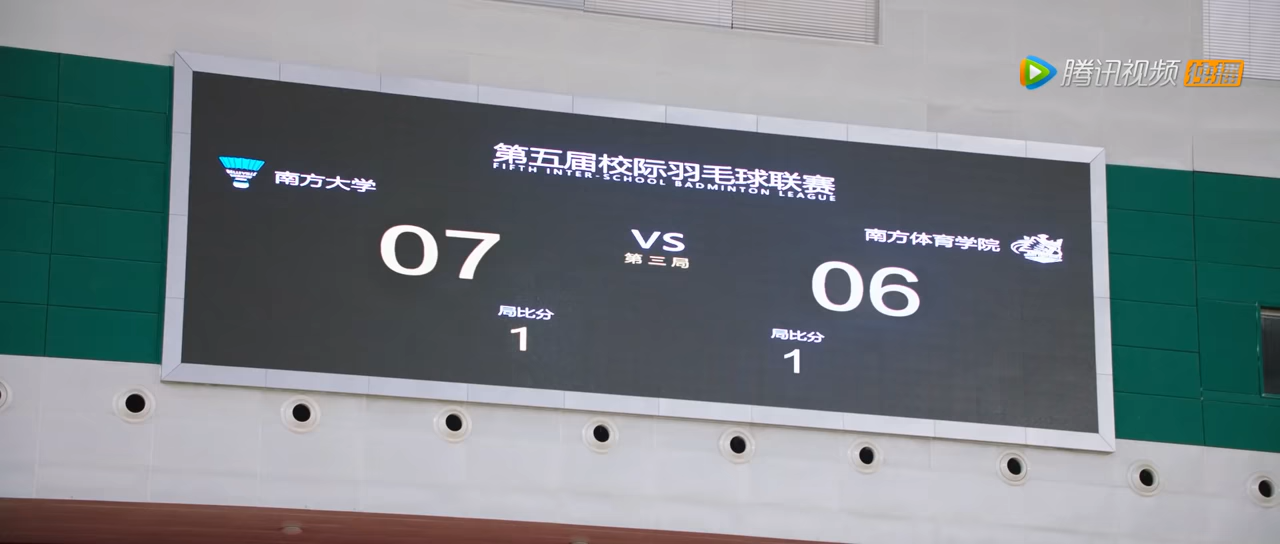 腾讯视频 独播
第五届校际羽毛球联赛
FIFTH INTER-SCHOOL BADMINTON LEAGUE
南方大学
南方体育学院
07
VS
06
第三局
局比分
局比分
1
1